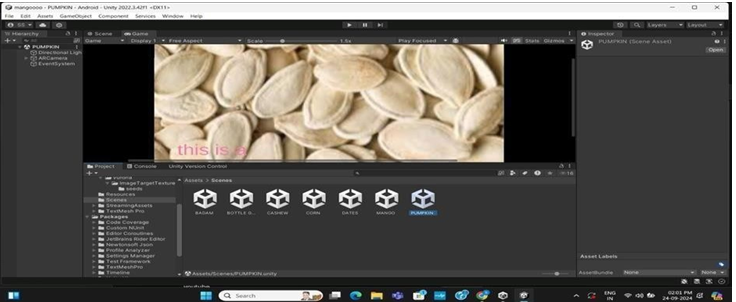 mangoooo - PUMPKIN - Android - Unity 2022.3.42f1 <DX11>
File Edit Assets GameObject Component Services Window Help
Layers Layout
Hierarchy Scene Game Inspector
Game Display 1 Free Aspect Scale 1.5x Play Focused Stats Gizmos
PUMPKIN
Directional Ligh
ARCamera
EventSystem
PUMPKIN (Scene Asset)
Open
this is a
Project Console Unity Version Control
ImageTargetTexture
seeds
Resources
Scenes
StreamingAssets
TextMesh Pro
Packages
Code Coverage
Custom NUnit
Editor Coroutines
JetBrains Rider Editor
Newtonsoft Json
Profile Analyzer
Settings Manager
Test Framework
TextMeshPro
Timeline
Assets > Scenes
BADAM BOTTLE G... CASHEW CORN DATES MANGO PUMPKIN
Assets/Scenes/PUMPKIN.unity
Asset Labels
AssetBundle None None
Search
ENG
IN
02:01 PM
24-09-2024